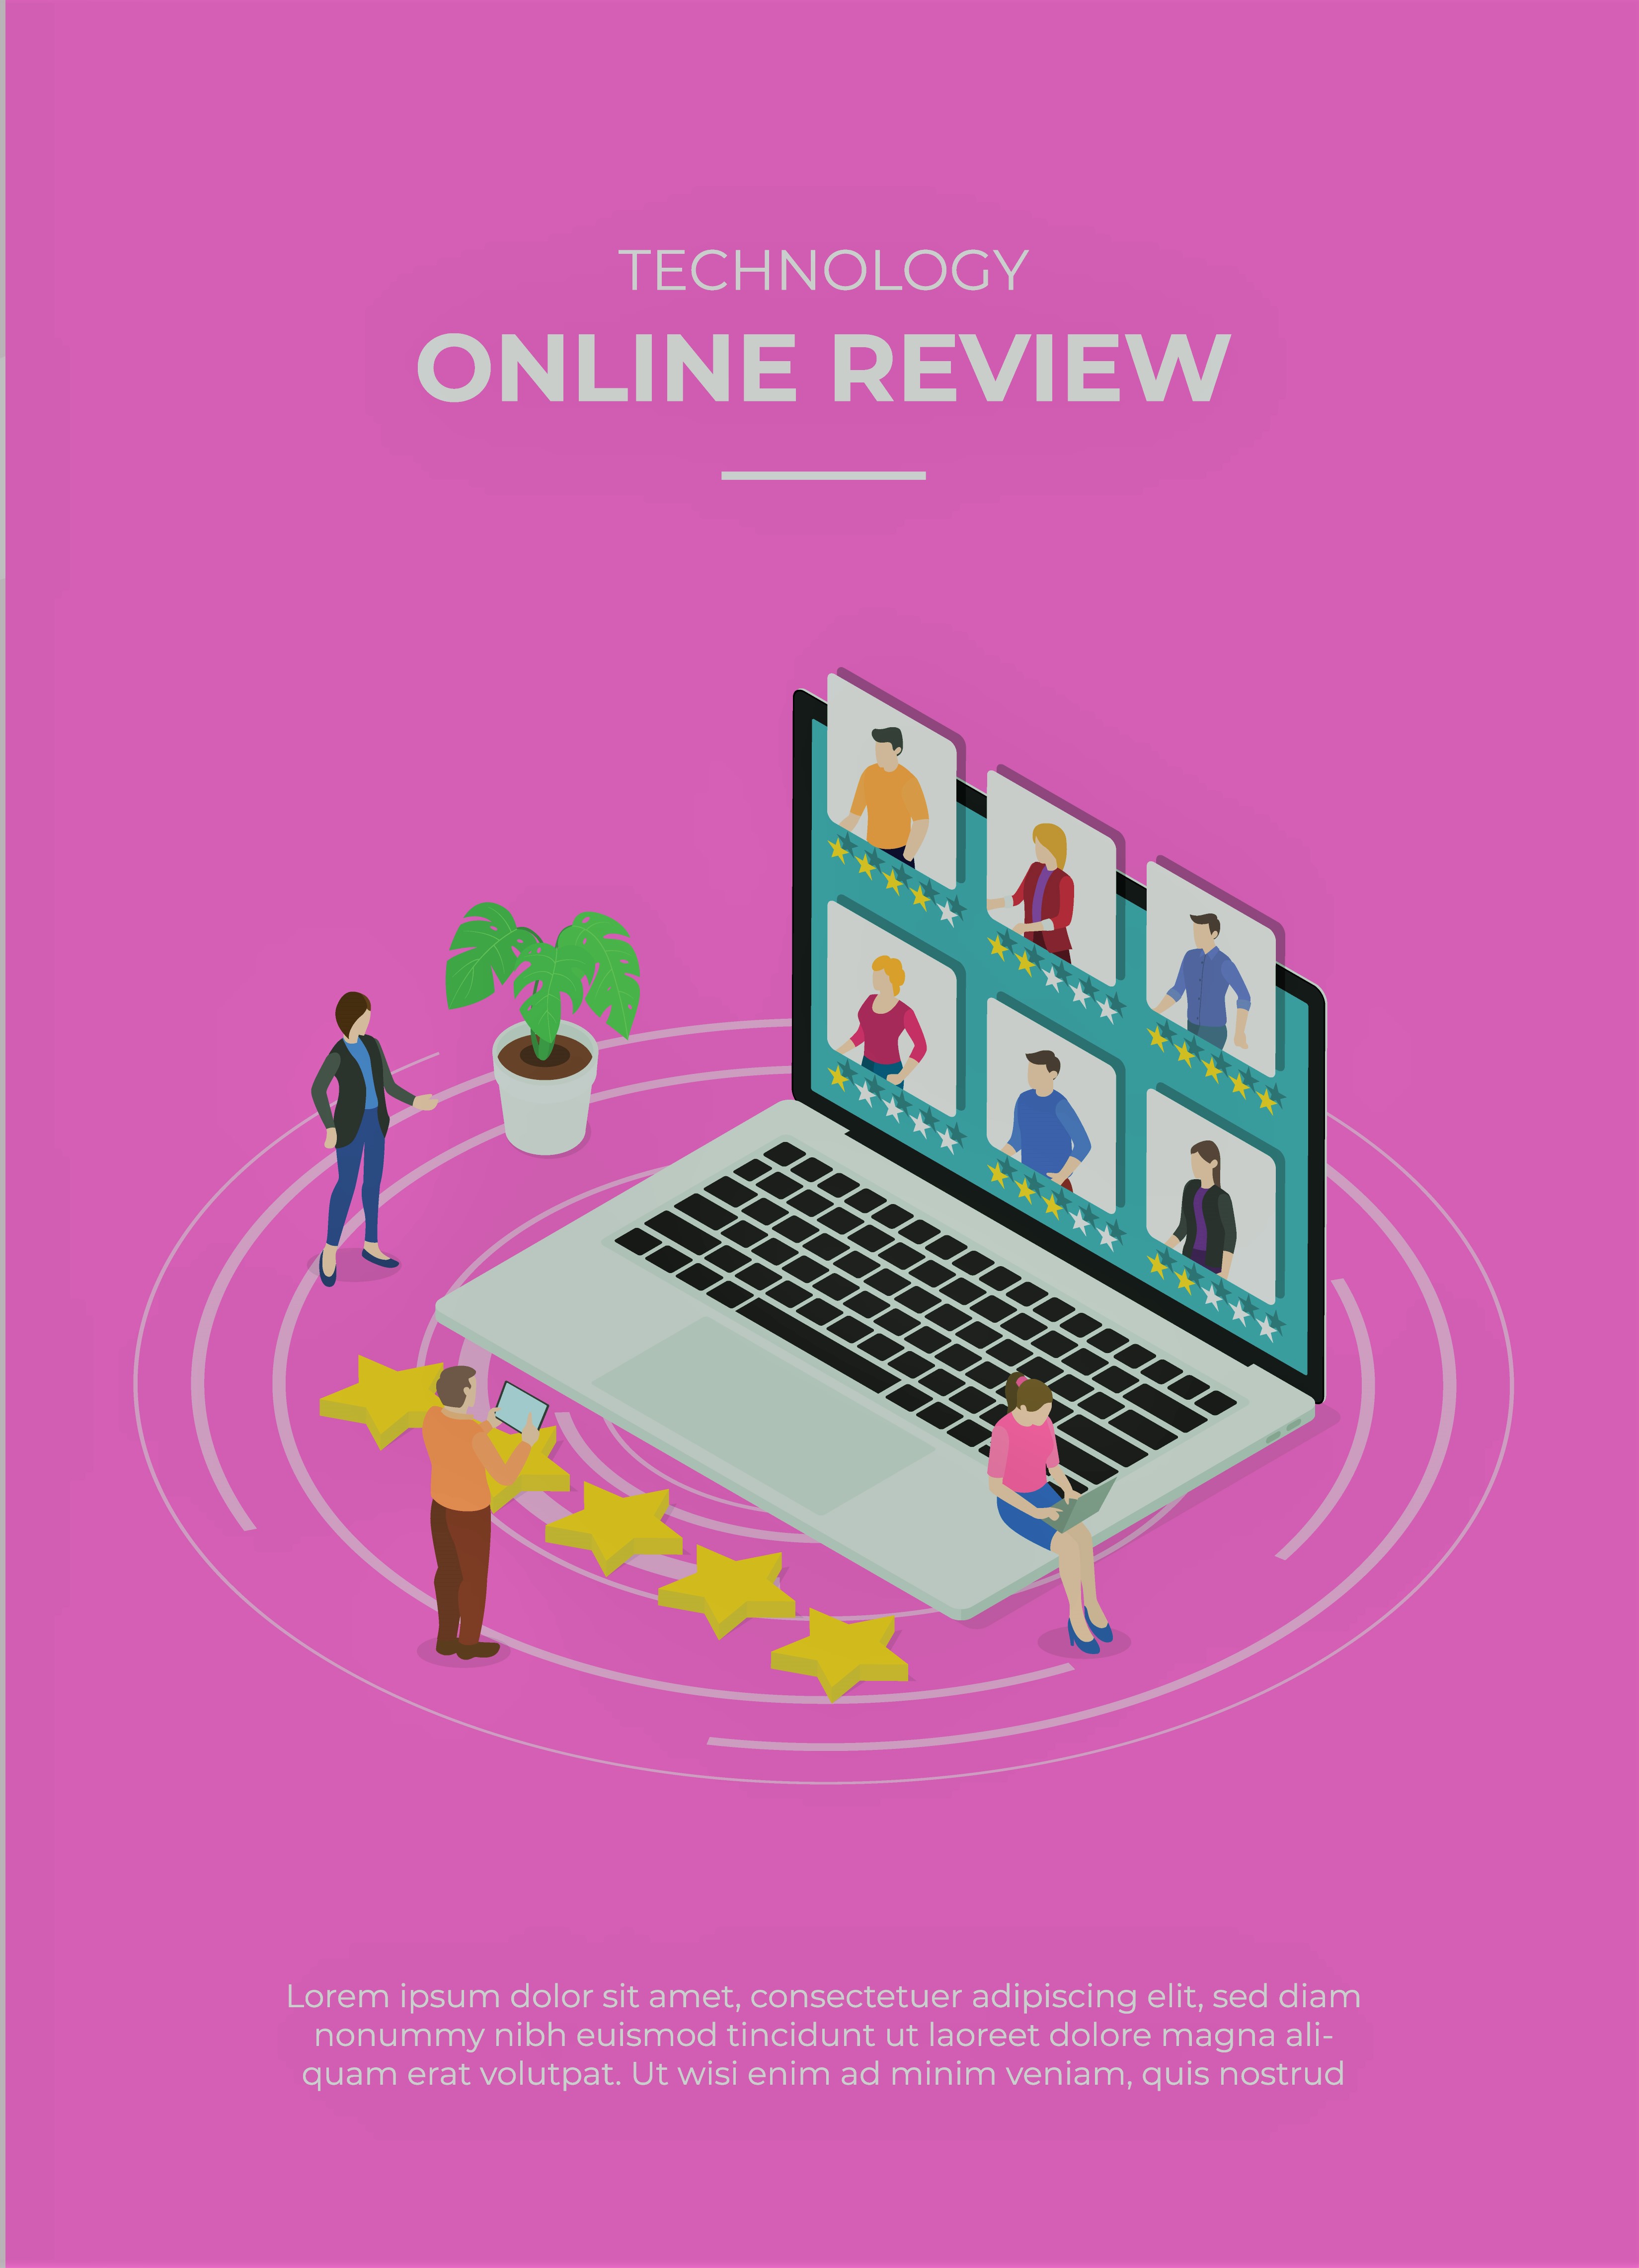 TECHNOLOGY
ONLINE REVIEW
Lorem ipsum dolor sit amet, consectetuer adipiscing elit, sed diam
nonummy nibh euismod tincidunt ut laoreet dolore magna ali-
quam erat volutpat. Ut wisi enim ad minim veniam, quis nostrud